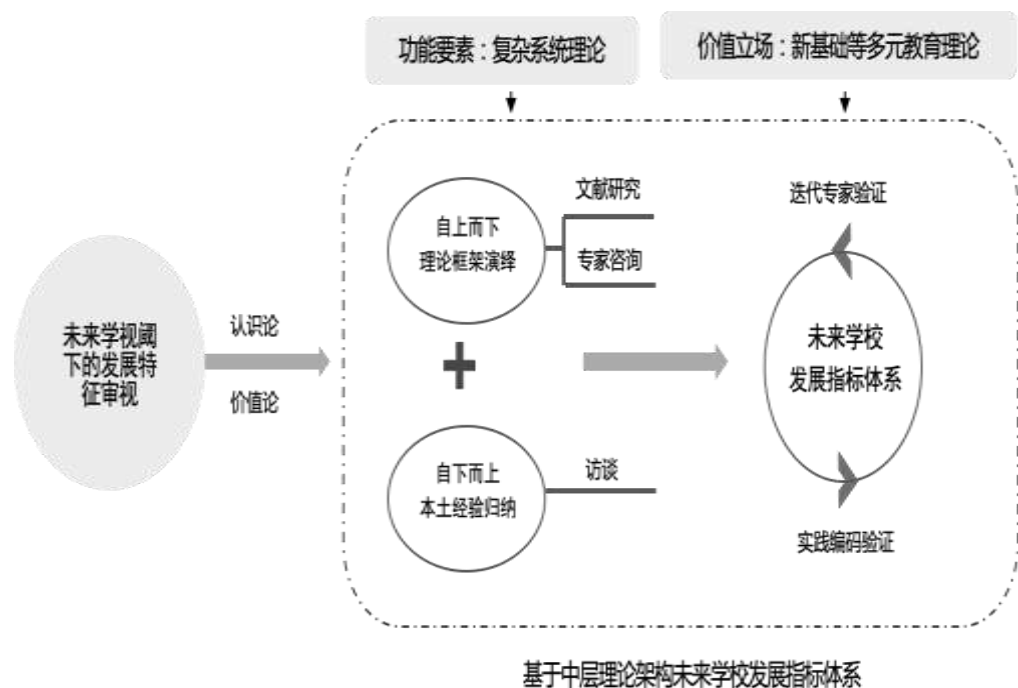 功能要素：复杂系统理论
价值立场：新基础等多元教育理论
未来学视阈
下的发展特
征审视
认识论
价值论
自上而下
理论框架演绎
文献研究
专家咨询
自下而上
本土经验归纳
访谈
迭代专家验证
未来学校
发展指标体系
实践编码验证
基于中层理论架构未来学校发展指标体系